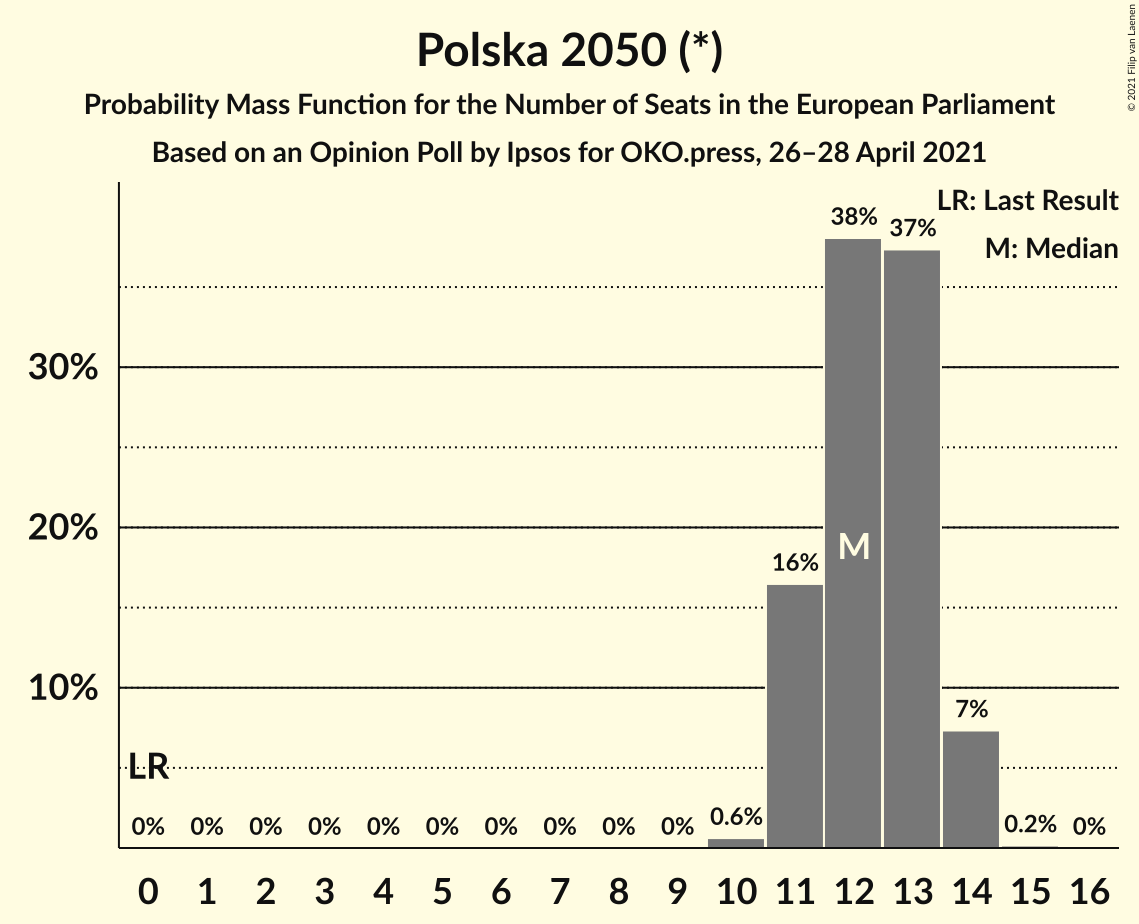 Polska 2050 (*)
Probability Mass Function for the Number of Seats in the European Parliament
Based on an Opinion Poll by Ipsos for OKO.press, 26–28 April 2021
© 2021 Filip van Laenen
LR: Last Result
M: Median
38%
37%
30%
20%
M
16%
10%
7%
LR
0% 0% 0% 0% 0% 0% 0% 0% 0% 0% 0.6% 0.2% 0%
0 1 2 3 4 5 6 7 8 9 10 11 12 13 14 15 16